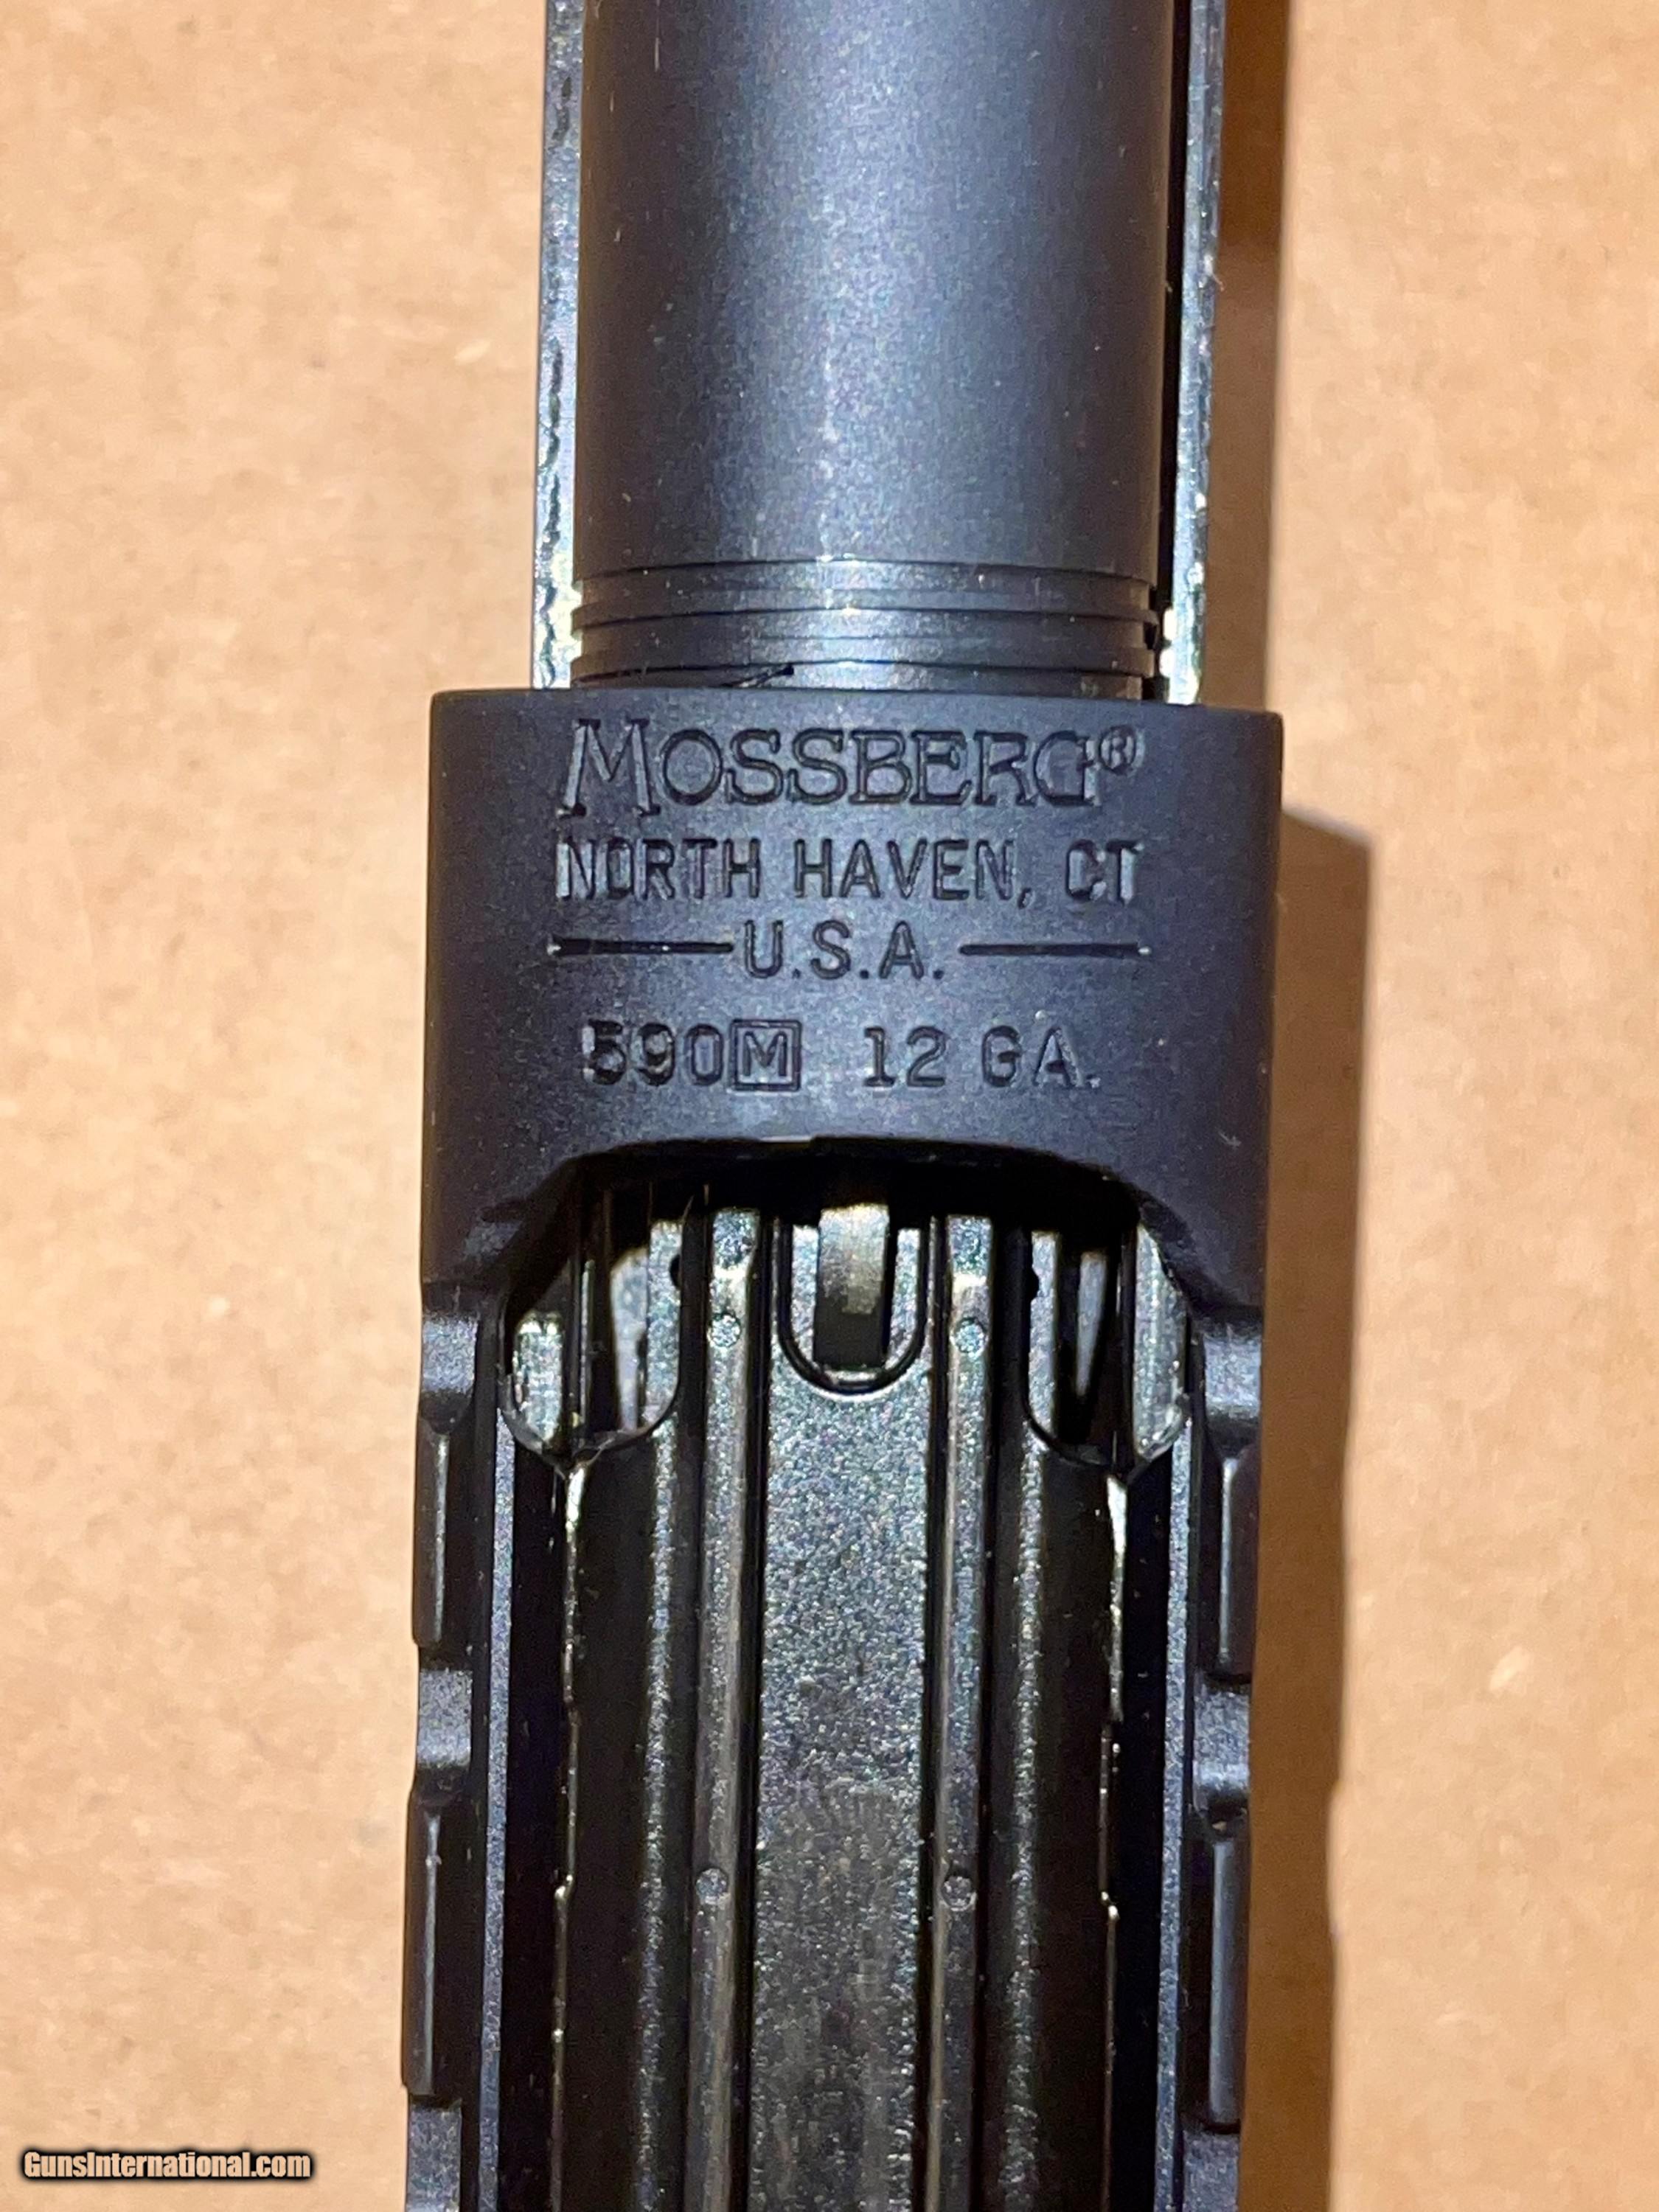 MOSSBERG®
NORTH HAVEN, CT
U.S.A.
590M 12 GA.
GunsInternational.com